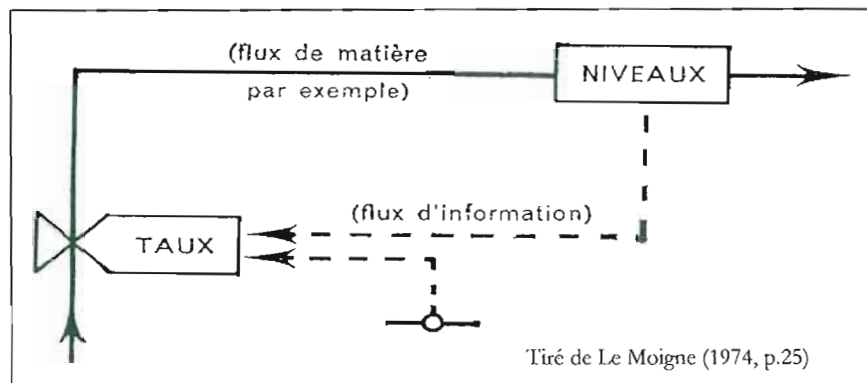 (flux de matière
par exemple)
NIVEAUX
(flux d'information)
TAUX
Tiré de Le Moigne (1974, p.25)